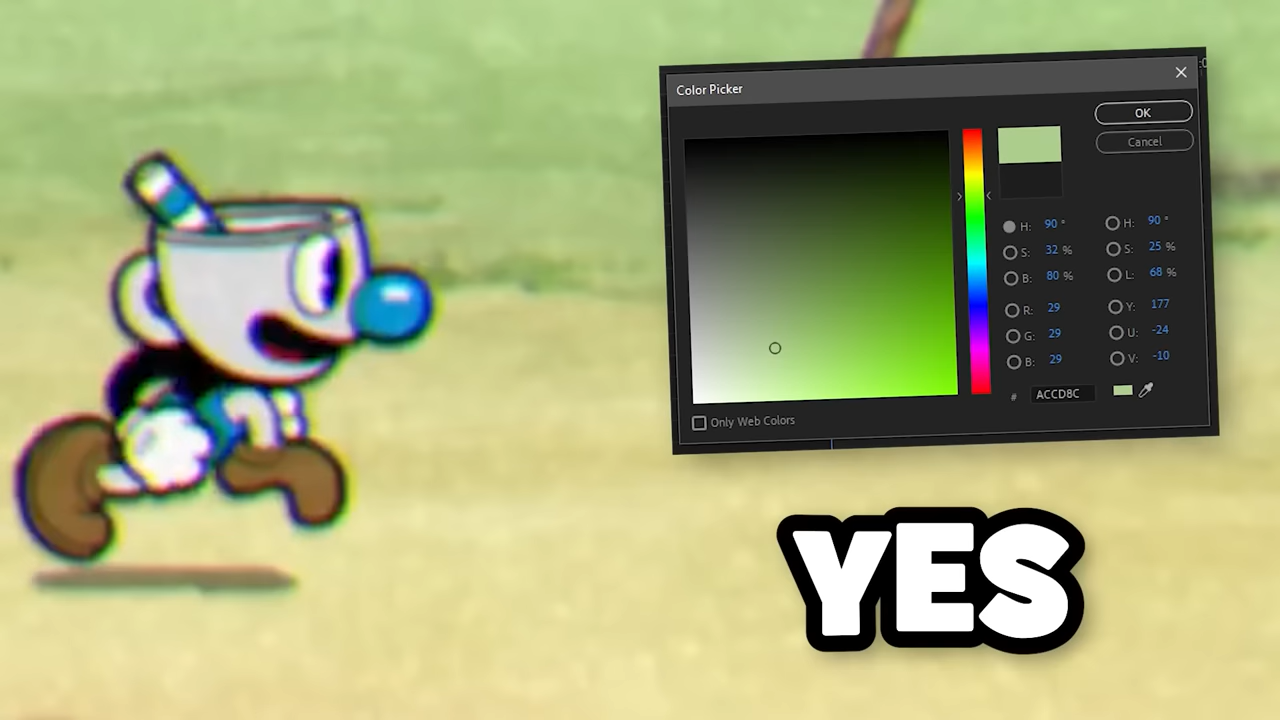 Color Picker
OK
Cancel
H: 90 ° H: 90 °
S: 32 % S: 25 %
B: 80 % L: 68 %
R: 29 Y: 177
G: 29 U: -24
B: 29 V: -10
# ACCD8C
Only Web Colors
YES